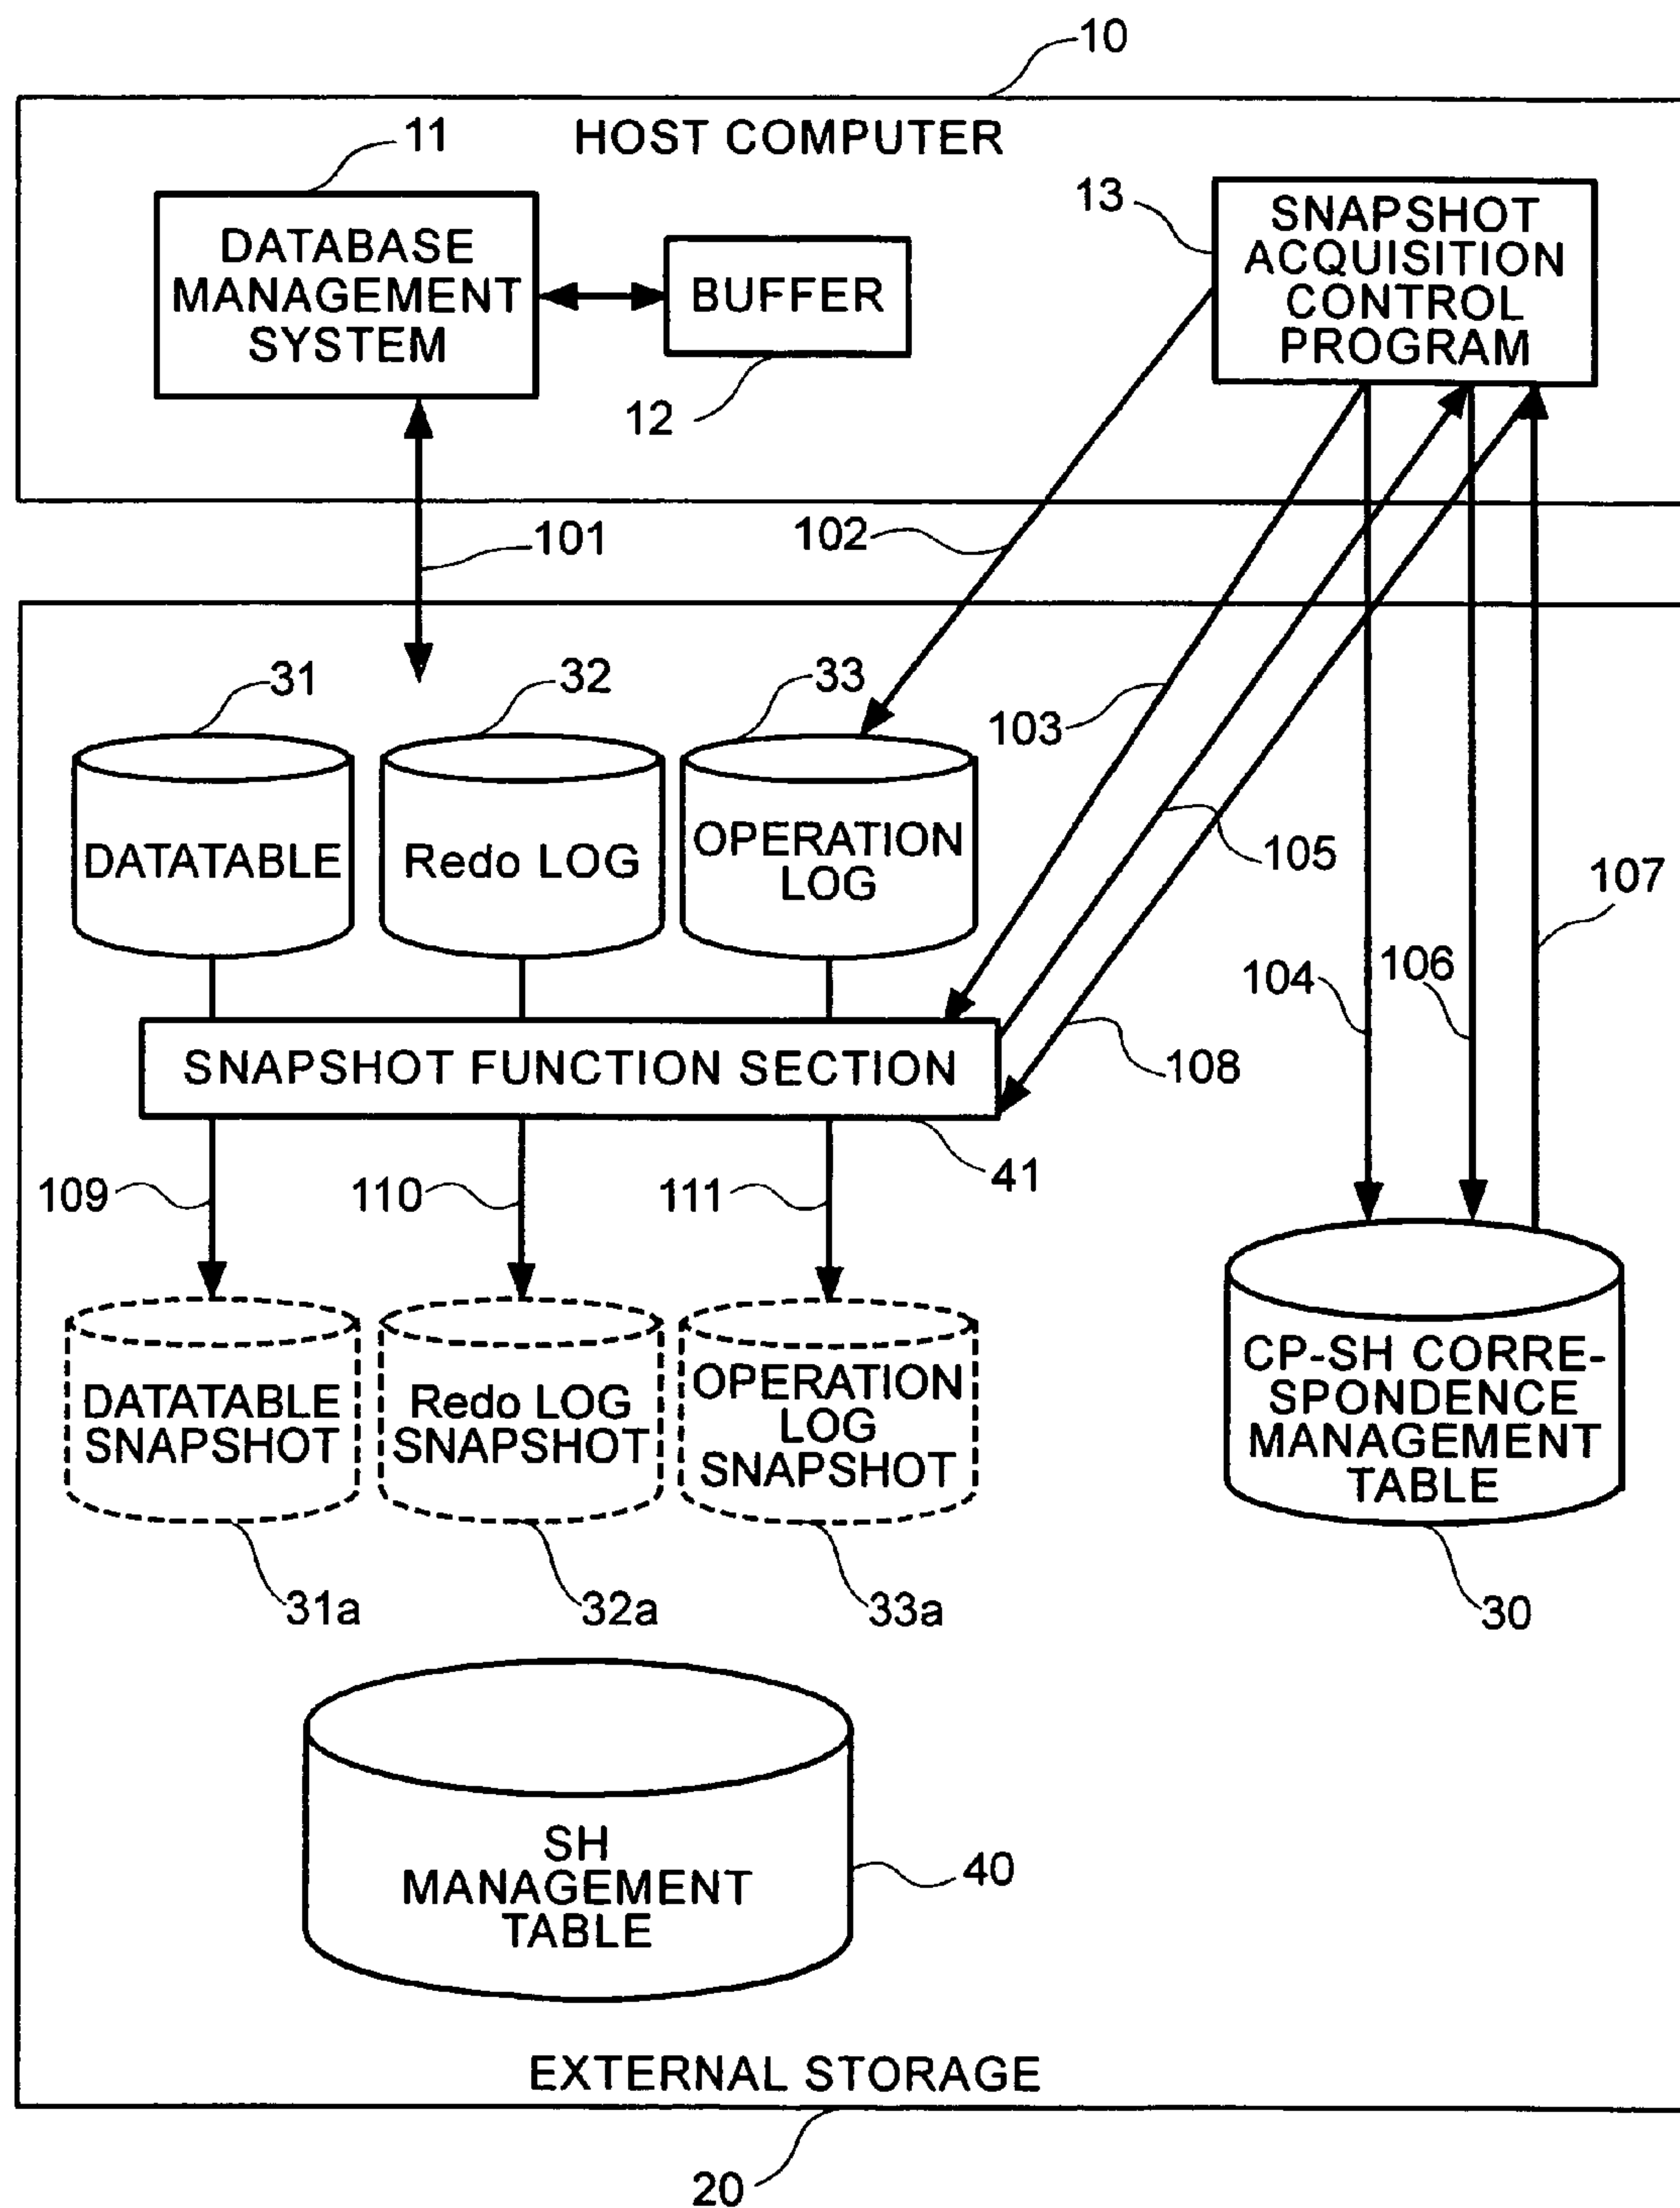 10
HOST COMPUTER
11
DATABASE
MANAGEMENT
SYSTEM
BUFFER
12
13
SNAPSHOT
ACQUISITION
CONTROL
PROGRAM
101
102
31
32
33
103
DATATABLE
Redo LOG
OPERATION
LOG
105
107
104
106
SNAPSHOT FUNCTION SECTION
108
41
109
110
111
DATATABLE
SNAPSHOT
Redo LOG
SNAPSHOT
OPERATION
LOG
SNAPSHOT
CP-SH CORRE-
SPONDENCE
MANAGEMENT
TABLE
31a
32a
33a
30
SH
MANAGEMENT
TABLE
40
EXTERNAL STORAGE
20